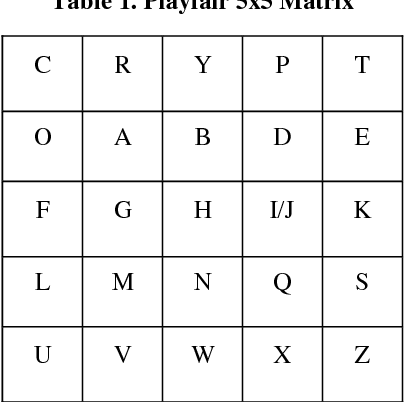 Table 1. Playfair 5x5 Matrix
C R Y P T
O A B D E
F G H I/J K
L M N Q S
U V W X Z